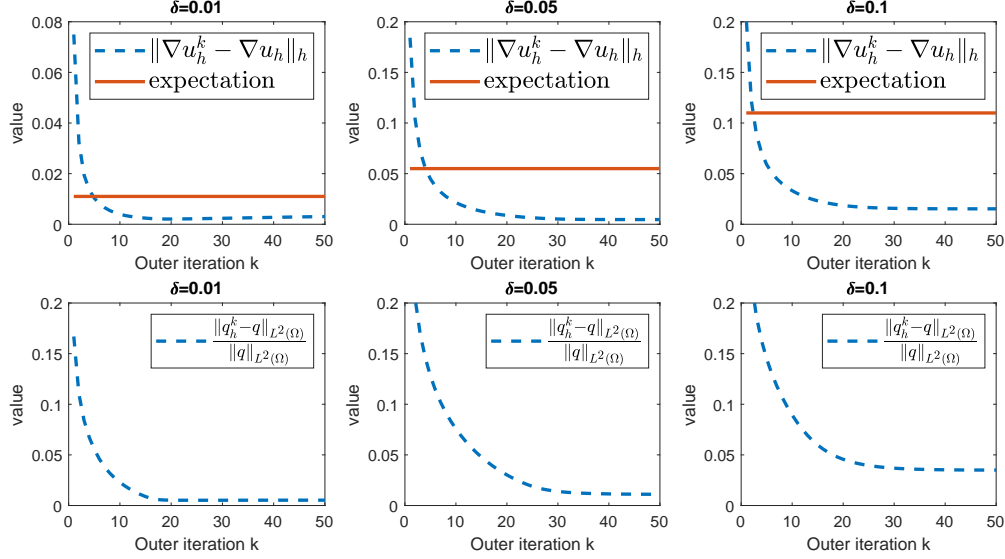 δ=0.01
0.08
0.06
0.04
0.02
0
value
‖∇u_h^k − ∇u_h‖_h
expectation
0 10 20 30 40 50
Outer iteration k
δ=0.05
0.2
0.15
0.1
0.05
0
value
‖∇u_h^k − ∇u_h‖_h
expectation
0 10 20 30 40 50
Outer iteration k
δ=0.1
0.2
0.15
0.1
0.05
0
value
‖∇u_h^k − ∇u_h‖_h
expectation
0 10 20 30 40 50
Outer iteration k
δ=0.01
0.2
0.15
0.1
0.05
0
value
‖q_h^k−q‖_{L^2(Ω)}
‖q‖_{L^2(Ω)}
0 10 20 30 40 50
Outer iteration k
δ=0.05
0.2
0.15
0.1
0.05
0
value
‖q_h^k−q‖_{L^2(Ω)}
‖q‖_{L^2(Ω)}
0 10 20 30 40 50
Outer iteration k
δ=0.1
0.2
0.15
0.1
0.05
0
value
‖q_h^k−q‖_{L^2(Ω)}
‖q‖_{L^2(Ω)}
0 10 20 30 40 50
Outer iteration k